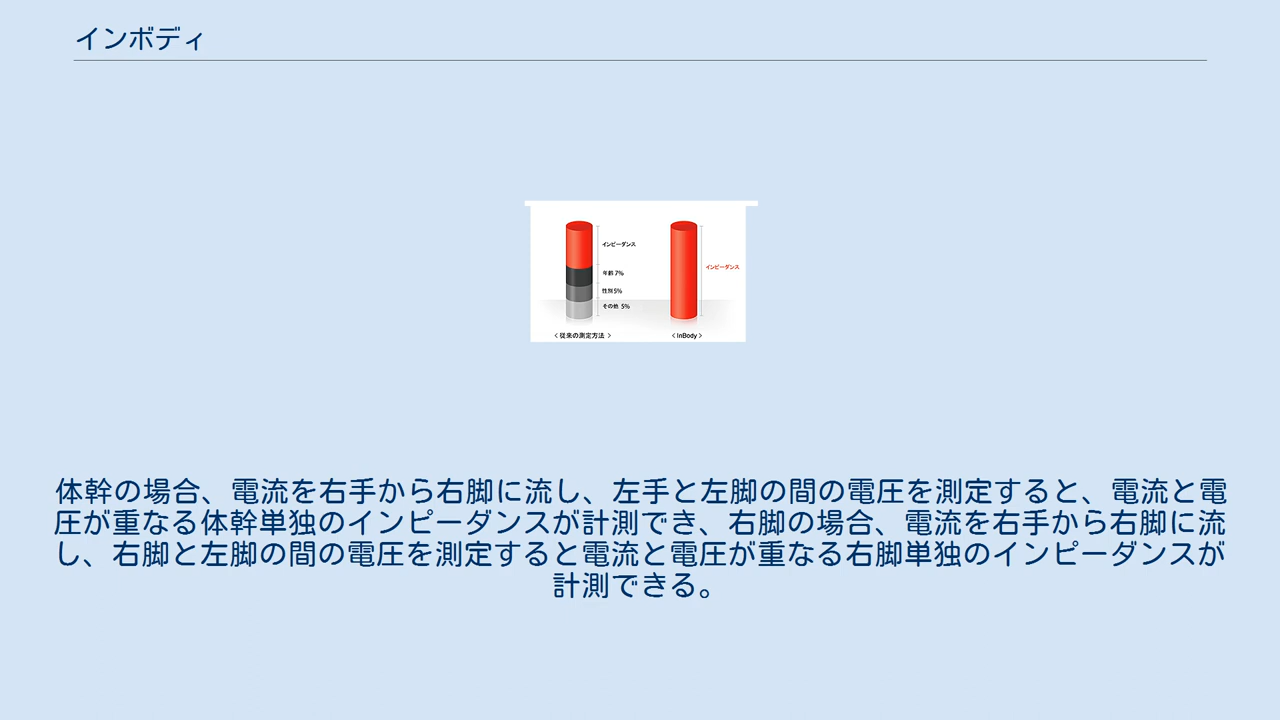 インボディ
インピーダンス
年齢 7%
性別 5%
その他 5%
インピーダンス
< 従来の測定方法 >
< InBody >
体幹の場合、電流を右手から右脚に流し、左手と左脚の間の電圧を測定すると、電流と電
圧が重なる体幹単独のインピーダンスが計測でき、右脚の場合、電流を右手から右脚に流
し、右脚と左脚の間の電圧を測定すると電流と電圧が重なる右脚単独のインピーダンスが
計測できる。